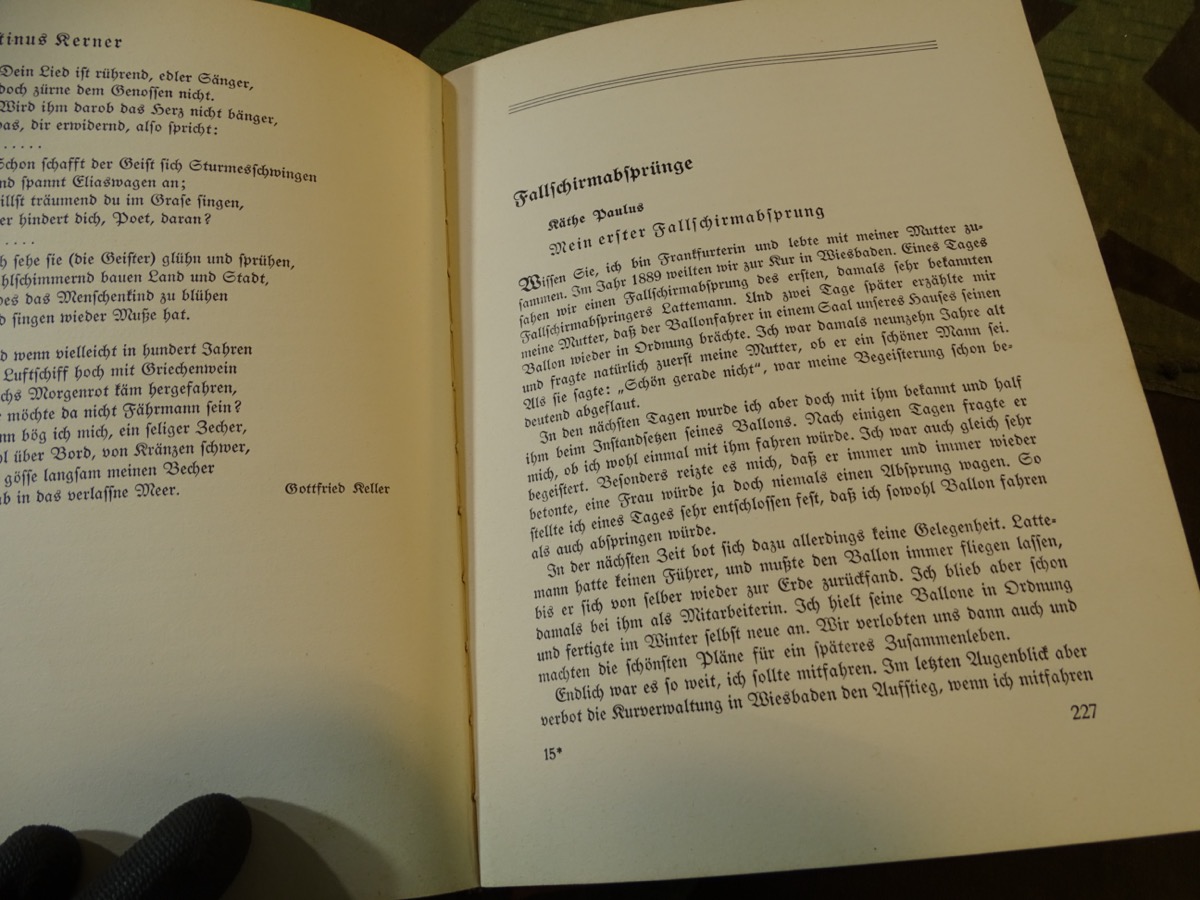 Kerner
Dein Lied ist rührend, edler Sänger,
doch zürne dem Genossen nicht.
Wird ihm darob das Herz nicht bänger,
das, dir erwidernd, also spricht:
. . . . . .
Schon schafft der Geist sich Sturmesschwingen
und spannt Eliaswagen an;
willst träumend du im Grase singen,
wer hindert dich, Poet, daran?
. . . . .
Ich sehe sie (die Geister) glühn und sprühen,
bauen Land und Stadt,
das Menschenkind zu blühen
und singen wieder Muße hat.
Und wenn vielleicht in hundert Jahren
Luftschiff hoch mit Griechenwein
durchs Morgenrot käm hergefahren,
wer möchte da nicht Fährmann sein?
Dann bög ich mich, ein seliger Zecher,
wohl über Bord, von Kränzen schwer,
gösse langsam meinen Becher
hinab in das verlassne Meer.
Gottfried Keller
Fallschirmabsprünge
Käthe Paulus
Mein erster Fallschirmabsprung
Wissen Sie, ich bin Frankfurterin und lebte mit meiner Mutter zu-
sammen. Im Jahr 1889 weilten wir zur Kur in Wiesbaden. Eines Tages
sahen wir einen Fallschirmabsprung des ersten, damals sehr bekannten
Fallschirmabspringers Lattemann. Und zwei Tage später erzählte mir
meine Mutter, daß der Ballonfahrer in einem Saal unseres Hauses seinen
Ballon wieder in Ordnung brächte. Ich war damals neunzehn Jahre alt
und fragte natürlich zuerst meine Mutter, ob er ein schöner Mann sei.
Als sie sagte: „Schön gerade nicht“, war meine Begeisterung schon be-
deutend abgeflaut.
In den nächsten Tagen wurde ich aber doch mit ihm bekannt und half
ihm beim Instandsetzen seines Ballons. Nach einigen Tagen fragte er
mich, ob ich wohl einmal mit ihm fahren würde. Ich war auch gleich sehr
begeistert. Besonders reizte es mich, daß er immer und immer wieder
betonte, eine Frau würde ja doch niemals einen Absprung wagen. So
stellte ich eines Tages sehr entschlossen fest, daß ich sowohl Ballon fahren
als auch abspringen würde.
In der nächsten Zeit bot sich dazu allerdings keine Gelegenheit. Latte-
mann hatte keinen Führer, und mußte den Ballon immer fliegen lassen,
bis er sich von selber wieder zur Erde zurückfand. Ich blieb aber schon
damals bei ihm als Mitarbeiterin. Ich hielt seine Ballone in Ordnung
und fertigte im Winter selbst neue an. Wir verlobten uns dann auch und
machten die schönsten Pläne für ein späteres Zusammenleben.
Endlich war es so weit, ich sollte mitfahren. Im letzten Augenblick aber
verbot die Kurverwaltung in Wiesbaden den Aufstieg, wenn ich mitfahren
15*
227